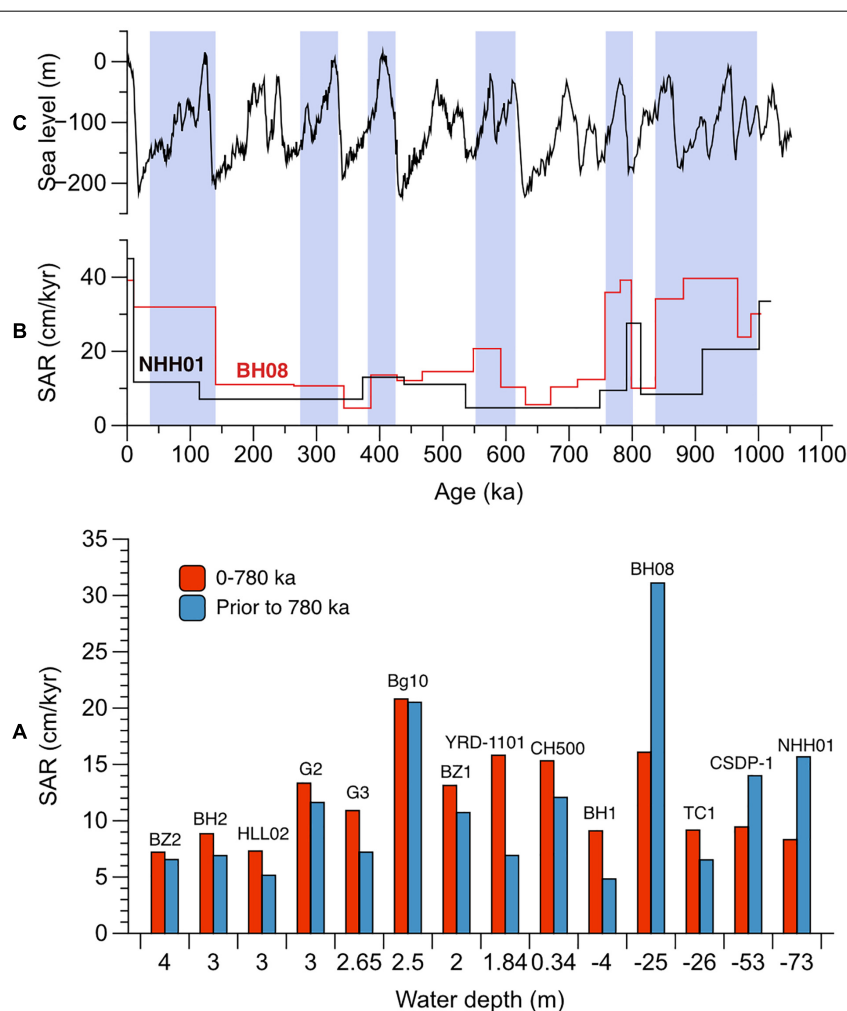 C
Sea level (m)
0
−100
−200
B
SAR (cm/kyr)
40
20
0
NHH01
BH08
0 100 200 300 400 500 600 700 800 900 1000 1100
Age (ka)
A
SAR (cm/kyr)
35
30
25
20
15
10
5
0
0-780 ka
Prior to 780 ka
BZ2
BH2
HLL02
G2
G3
Bg10
BZ1
YRD-1101
CH500
BH1
BH08
TC1
CSDP-1
NHH01
4 3 3 3 2.65 2.5 2 1.84 0.34 -4 -25 -26 -53 -73
Water depth (m)